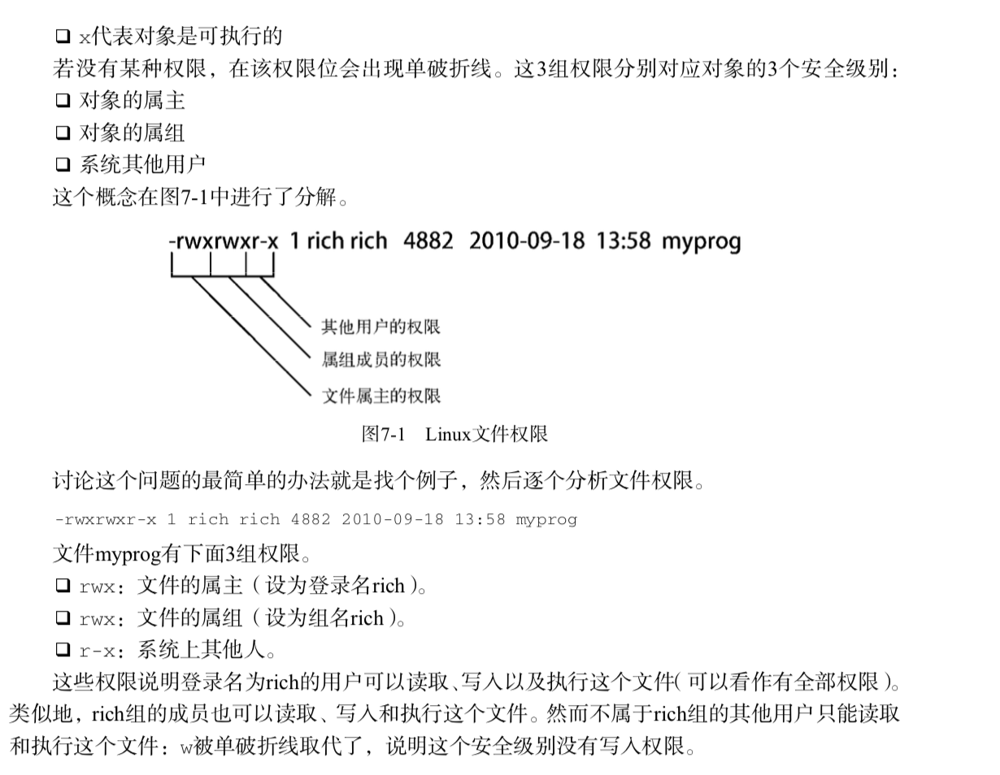 ❏ x代表对象是可执行的
若没有某种权限，在该权限位会出现单破折线。这3组权限分别对应对象的3个安全级别：
❏ 对象的属主
❏ 对象的属组
❏ 系统其他用户
这个概念在图7-1中进行了分解。
-rwxrwxr-x 1 rich rich 4882 2010-09-18 13:58 myprog
其他用户的权限
属组成员的权限
文件属主的权限
图7-1 Linux文件权限
讨论这个问题的最简单的办法就是找个例子，然后逐个分析文件权限。
-rwxrwxr-x 1 rich rich 4882 2010-09-18 13:58 myprog
文件myprog有下面3组权限。
❏ rwx：文件的属主（设为登录名rich）。
❏ rwx：文件的属组（设为组名rich）。
❏ r-x：系统上其他人。
这些权限说明登录名为rich的用户可以读取、写入以及执行这个文件（可以看作有全部权限）。
类似地，rich组的成员也可以读取、写入和执行这个文件。然而不属于rich组的其他用户只能读取
和执行这个文件：w被单破折线取代了，说明这个安全级别没有写入权限。